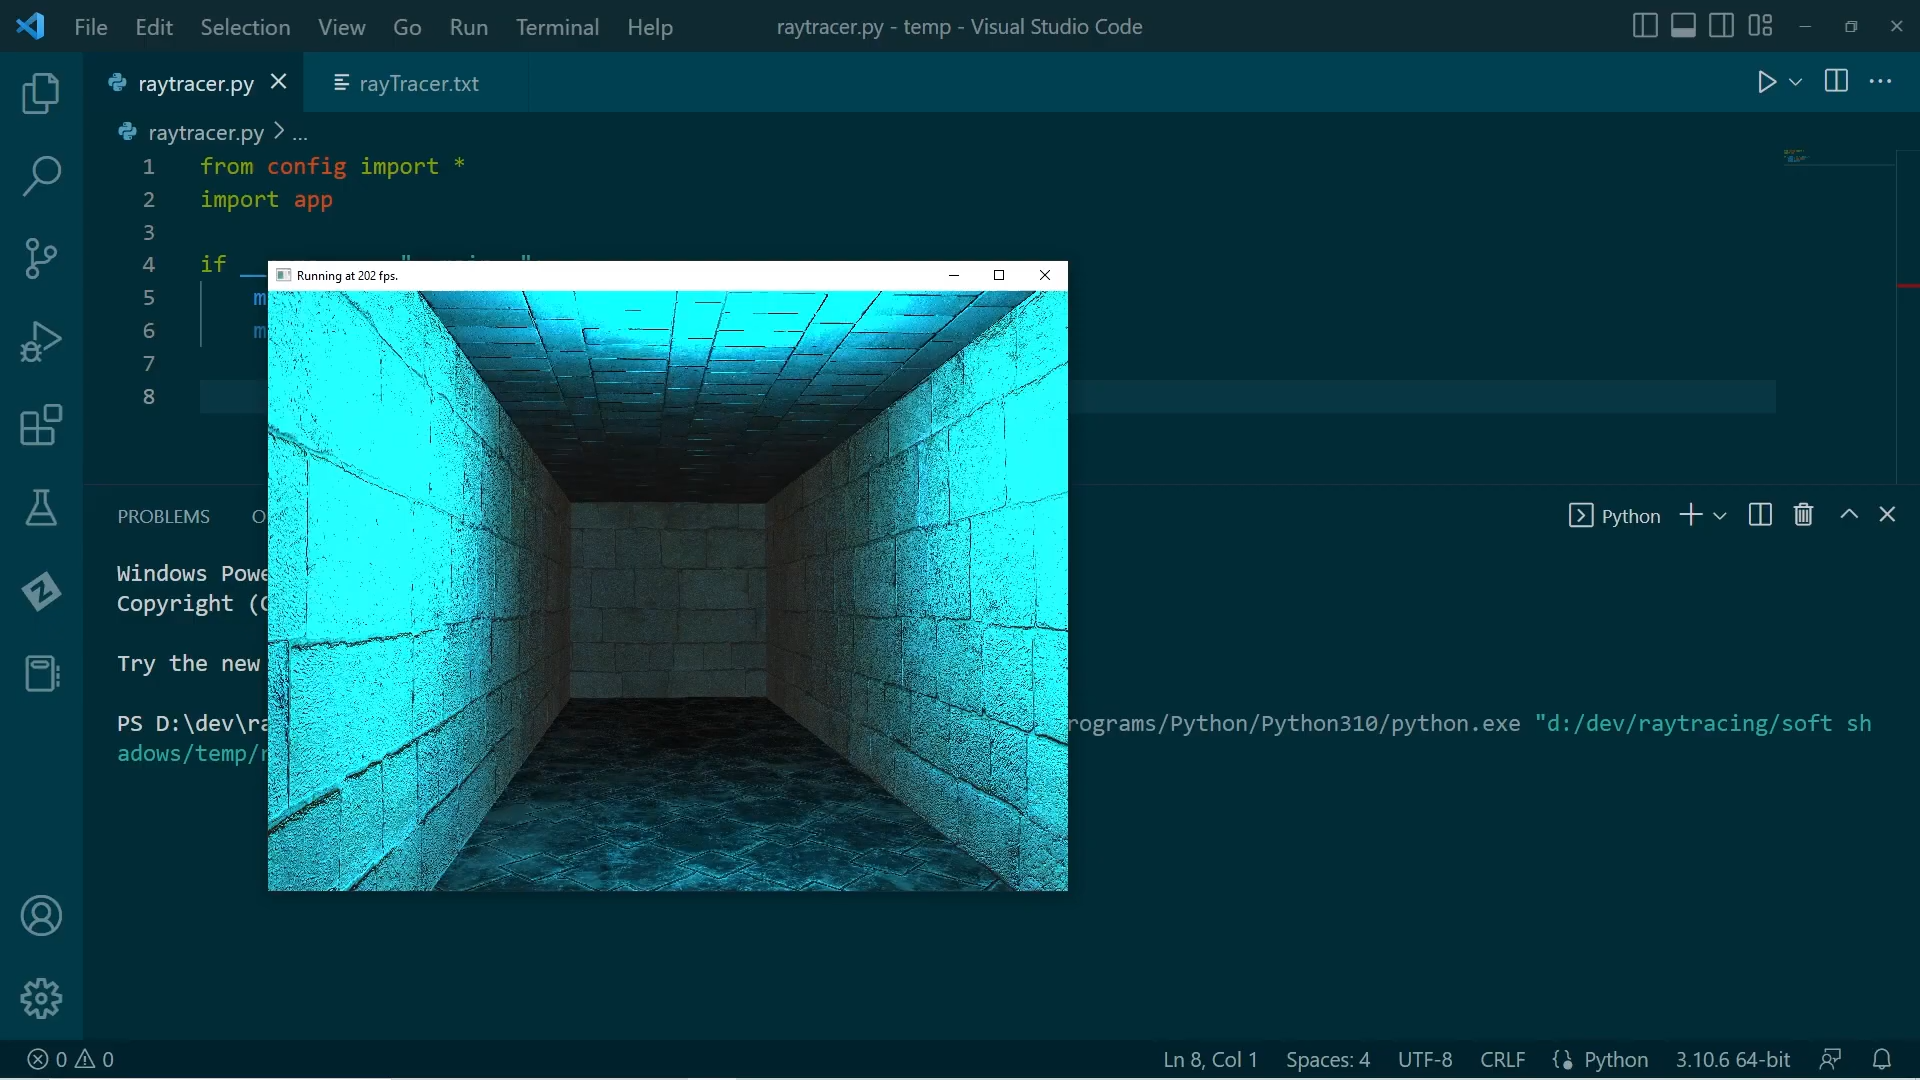 File Edit Selection View Go Run Terminal Help raytracer.py - temp - Visual Studio Code
raytracer.py rayTracer.txt
raytracer.py > ...
1 from config import *
2 import app
3
4 if
5 m
6 m
7
8
Running at 202 fps.
PROBLEMS O Python
Windows Powe
Copyright (C
Try the new
PS D:\dev\ra rograms/Python/Python310/python.exe "d:/dev/raytracing/soft sh
adows/temp/r
0 0 Ln 8, Col 1 Spaces: 4 UTF-8 CRLF Python 3.10.6 64-bit